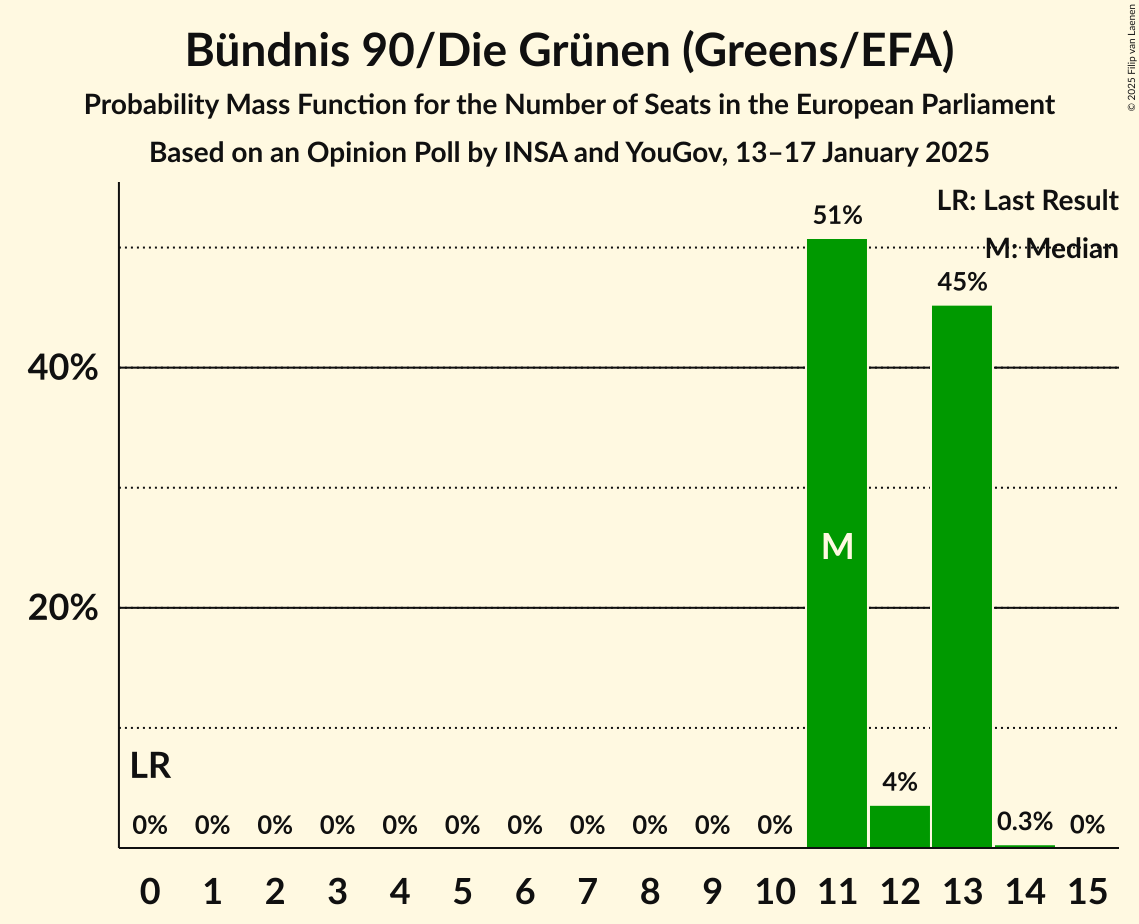 Bündnis 90/Die Grünen (Greens/EFA)
Probability Mass Function for the Number of Seats in the European Parliament
Based on an Opinion Poll by INSA and YouGov, 13–17 January 2025
© 2025 Filip van Laenen
LR: Last Result
M: Median
51%
45%
40%
M
20%
LR
4%
0% 0% 0% 0% 0% 0% 0% 0% 0% 0% 0% 0.3% 0%
0 1 2 3 4 5 6 7 8 9 10 11 12 13 14 15